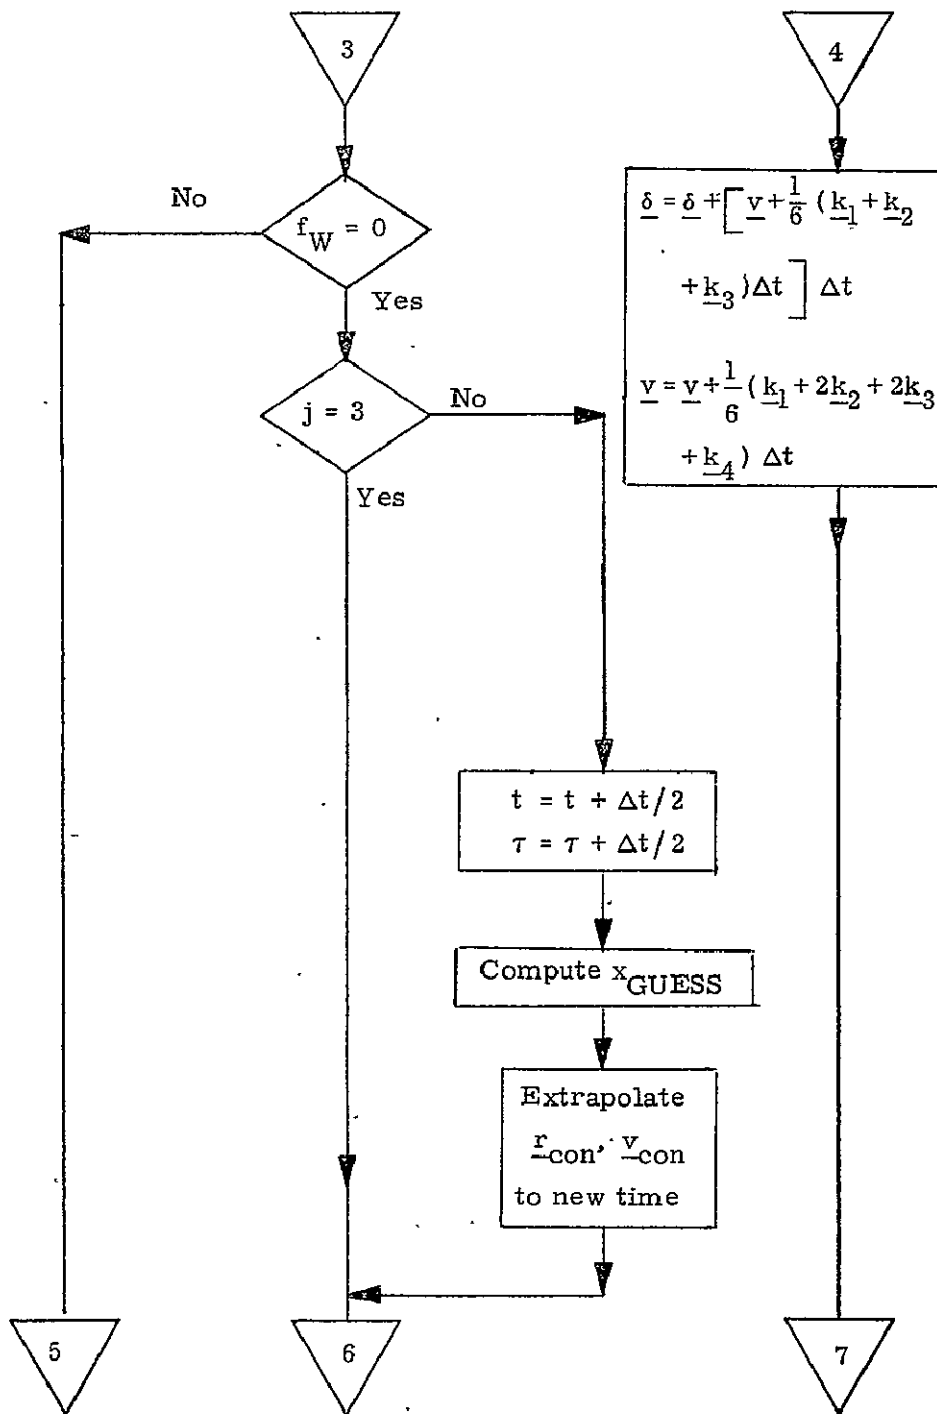 3
4
No
f_W = 0
Yes
j = 3
No
Yes
δ = δ + [ v + 1/6 ( k_1 + k_2
+ k_3 ) Δt ] Δt
v = v + 1/6 ( k_1 + 2k_2 + 2k_3
+ k_4 ) Δt
t = t + Δt/2
τ = τ + Δt/2
Compute x_GUESS
Extrapolate
r_con, v_con
to new time
5
6
7